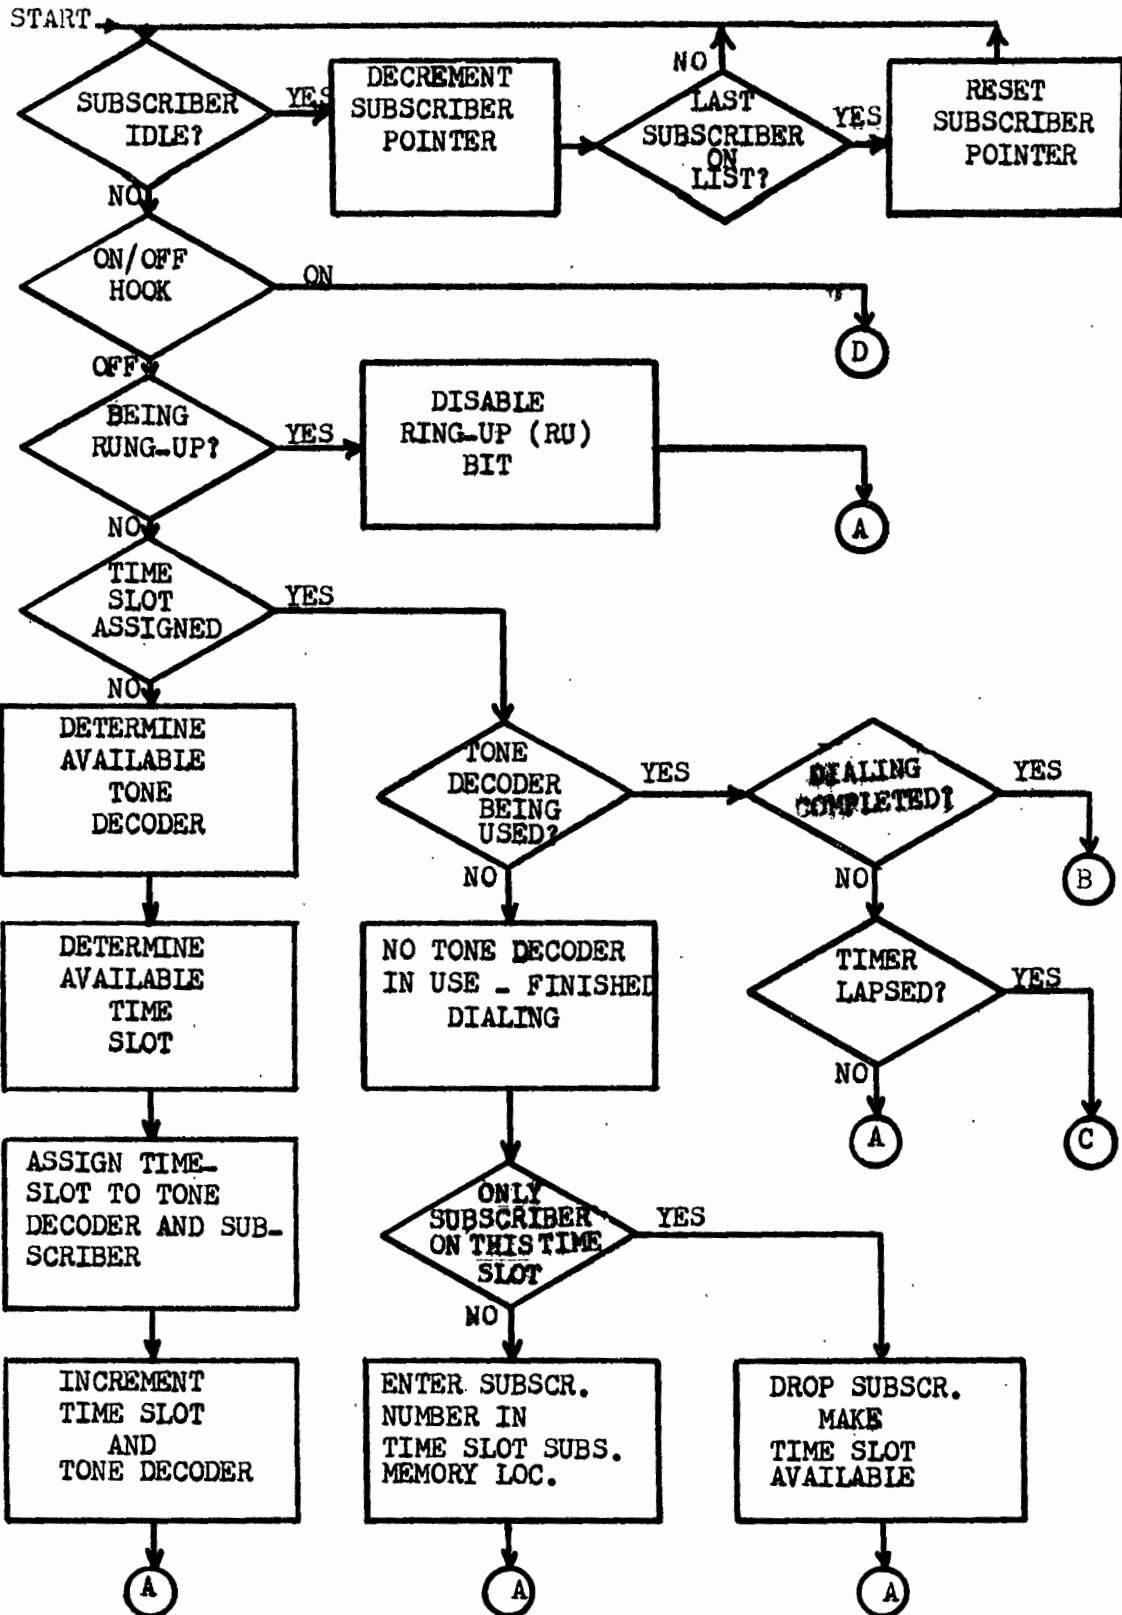 START
SUBSCRIBER
IDLE?
YES
NO
DECREMENT
SUBSCRIBER
POINTER
LAST
SUBSCRIBER
ON
LIST?
NO
YES
RESET
SUBSCRIBER
POINTER
ON/OFF
HOOK
ON
OFF
D
BEING
RUNG-UP?
YES
NO
DISABLE
RING-UP (RU)
BIT
A
TIME
SLOT
ASSIGNED
YES
NO
DETERMINE
AVAILABLE
TONE
DECODER
TONE
DECODER
BEING
USED?
YES
NO
DIALING
COMPLETED?
YES
NO
B
DETERMINE
AVAILABLE
TIME
SLOT
NO TONE DECODER
IN USE - FINISHED
DIALING
TIMER
LAPSED?
YES
NO
A
C
ASSIGN TIME-
SLOT TO TONE
DECODER AND SUB-
SCRIBER
ONLY
SUBSCRIBER
ON THIS TIME
SLOT
YES
NO
INCREMENT
TIME SLOT
AND
TONE DECODER
ENTER SUBSCR.
NUMBER IN
TIME SLOT SUBS.
MEMORY LOC.
DROP SUBSCR.
MAKE
TIME SLOT
AVAILABLE
A
A
A